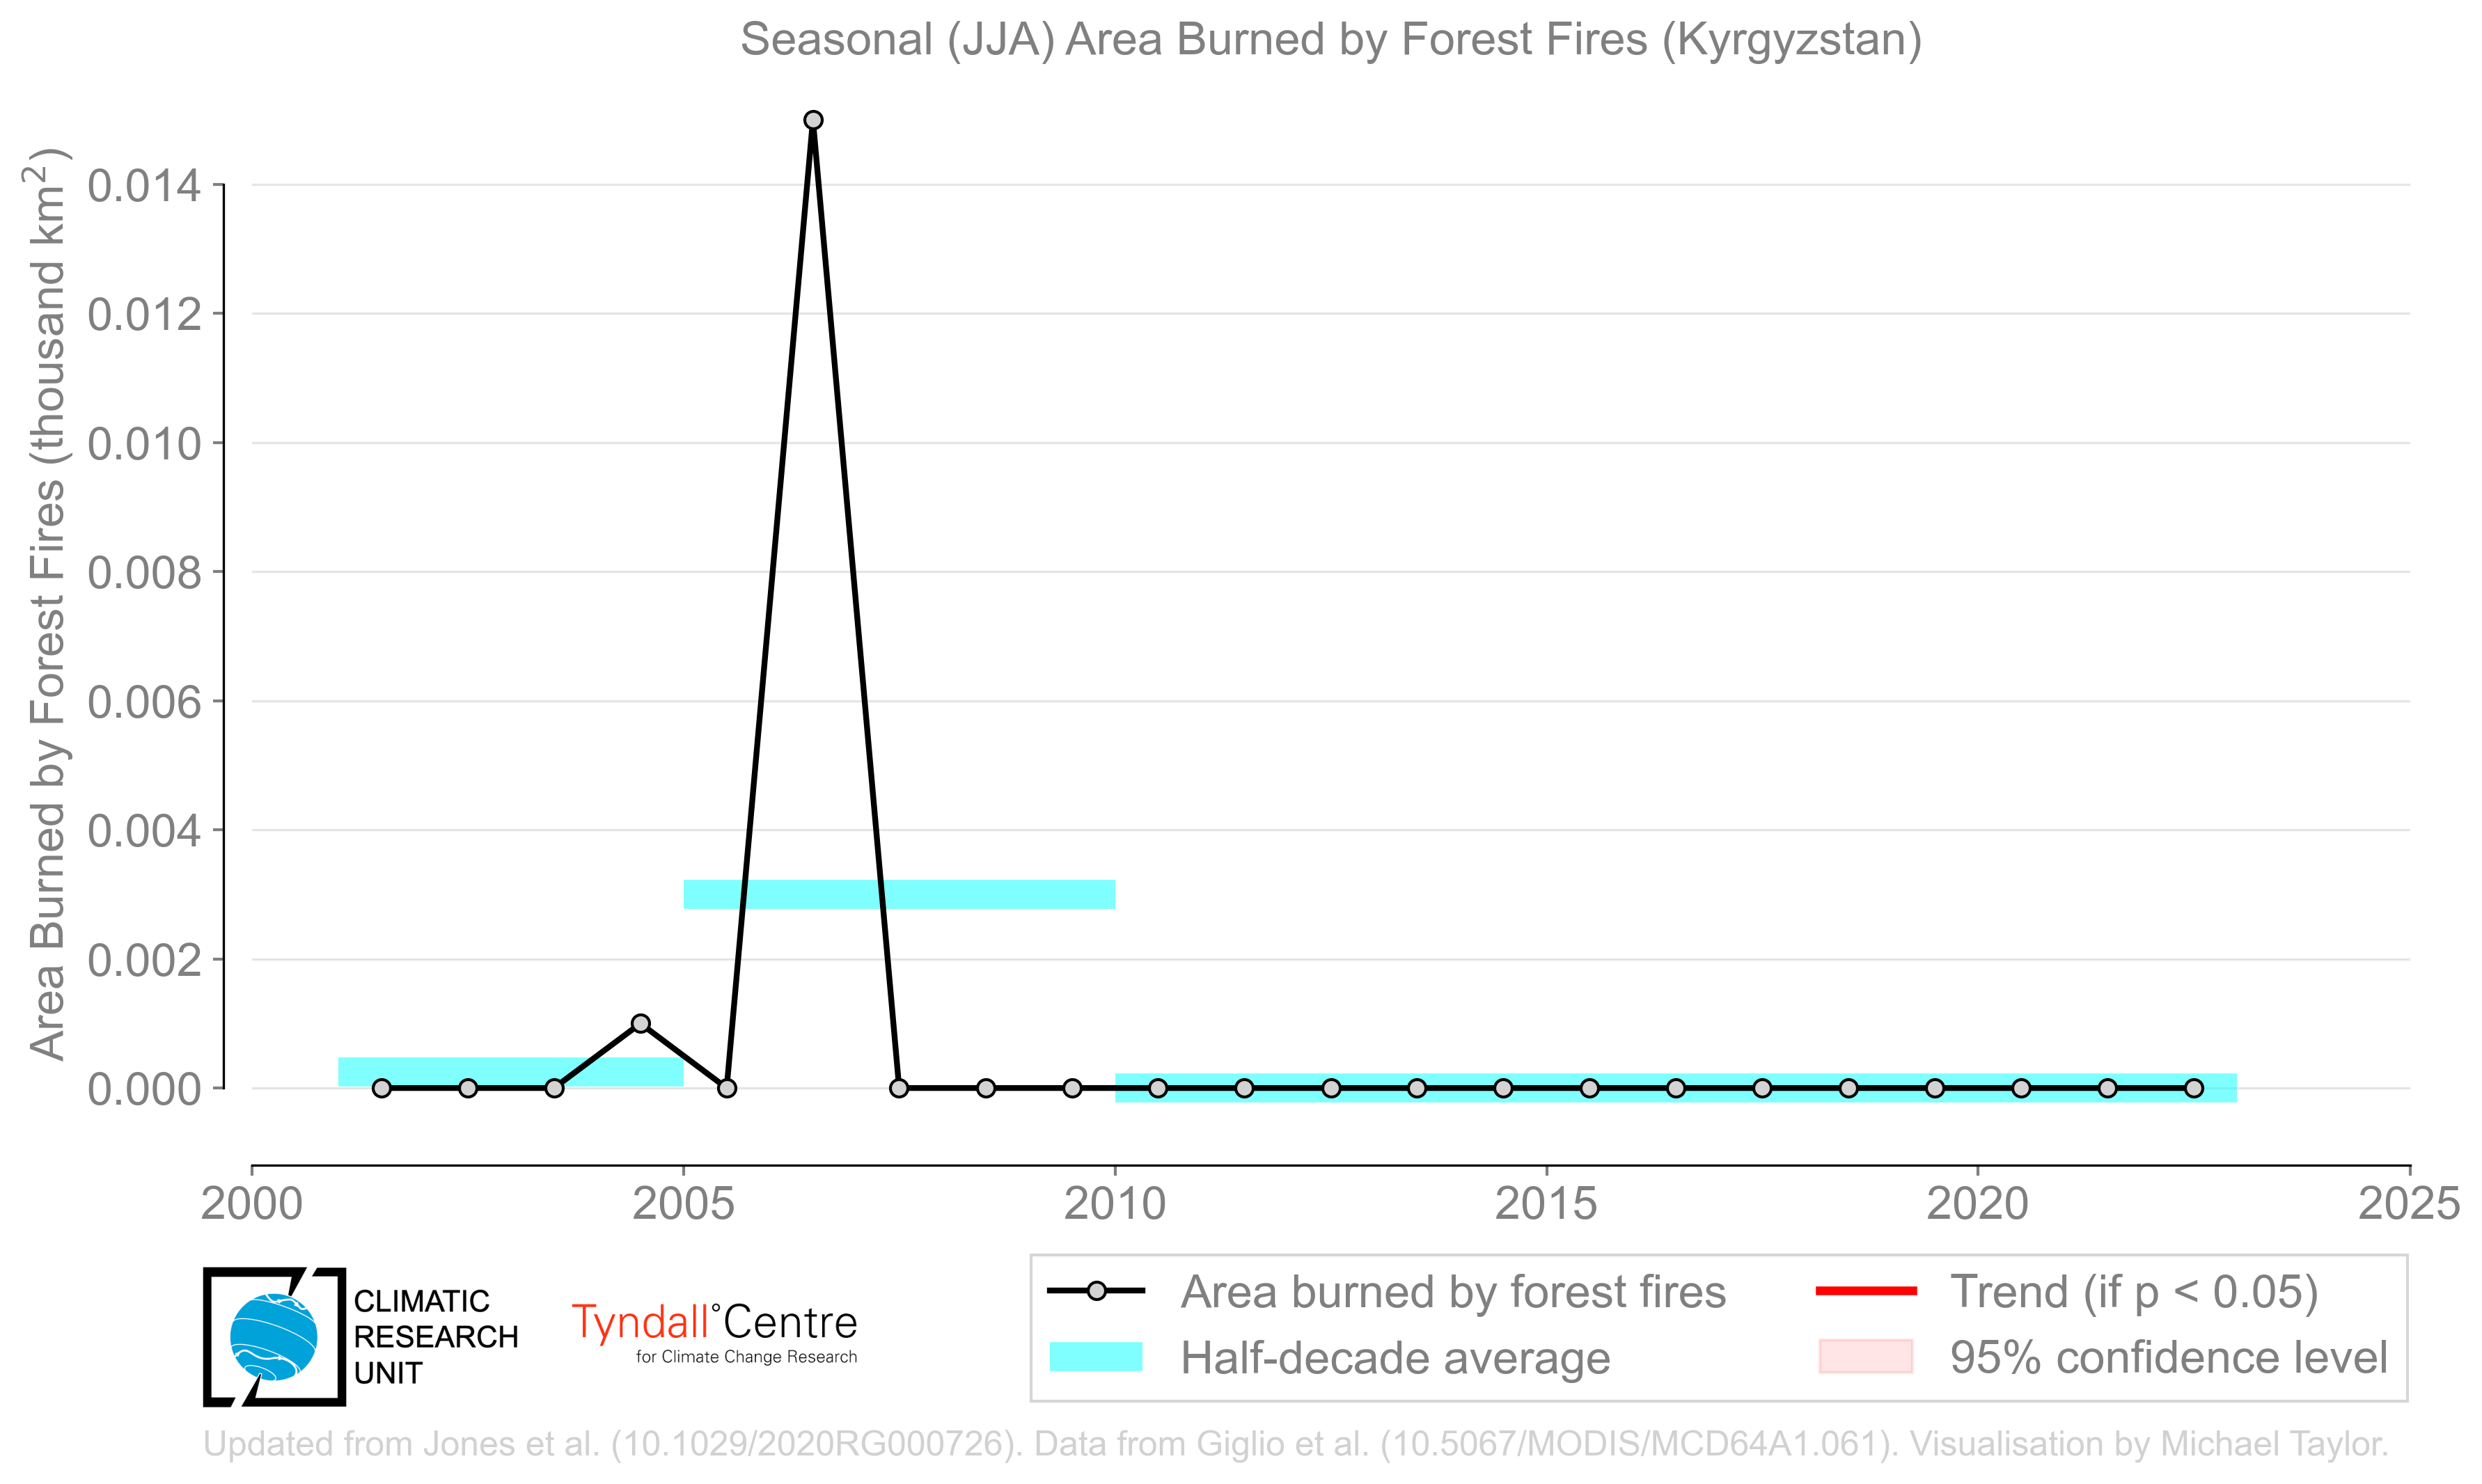 Seasonal (JJA) Area Burned by Forest Fires (Kyrgyzstan)
Area Burned by Forest Fires (thousand km²)
0.014
0.012
0.010
0.008
0.006
0.004
0.002
0.000
2000 2005 2010 2015 2020 2025
CLIMATIC
RESEARCH
UNIT
Tyndall°Centre
for Climate Change Research
Area burned by forest fires
Half-decade average
Trend (if p < 0.05)
95% confidence level
Updated from Jones et al. (10.1029/2020RG000726). Data from Giglio et al. (10.5067/MODIS/MCD64A1.061). Visualisation by Michael Taylor.